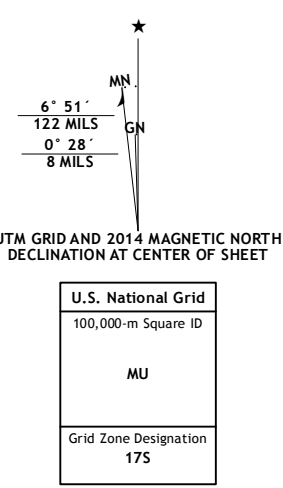 ★
MN
6° 51´
122 MILS
GN
0° 28´
8 MILS
UTM GRID AND 2014 MAGNETIC NORTH
DECLINATION AT CENTER OF SHEET
U.S. National Grid
100,000-m Square ID
MU
Grid Zone Designation
17S